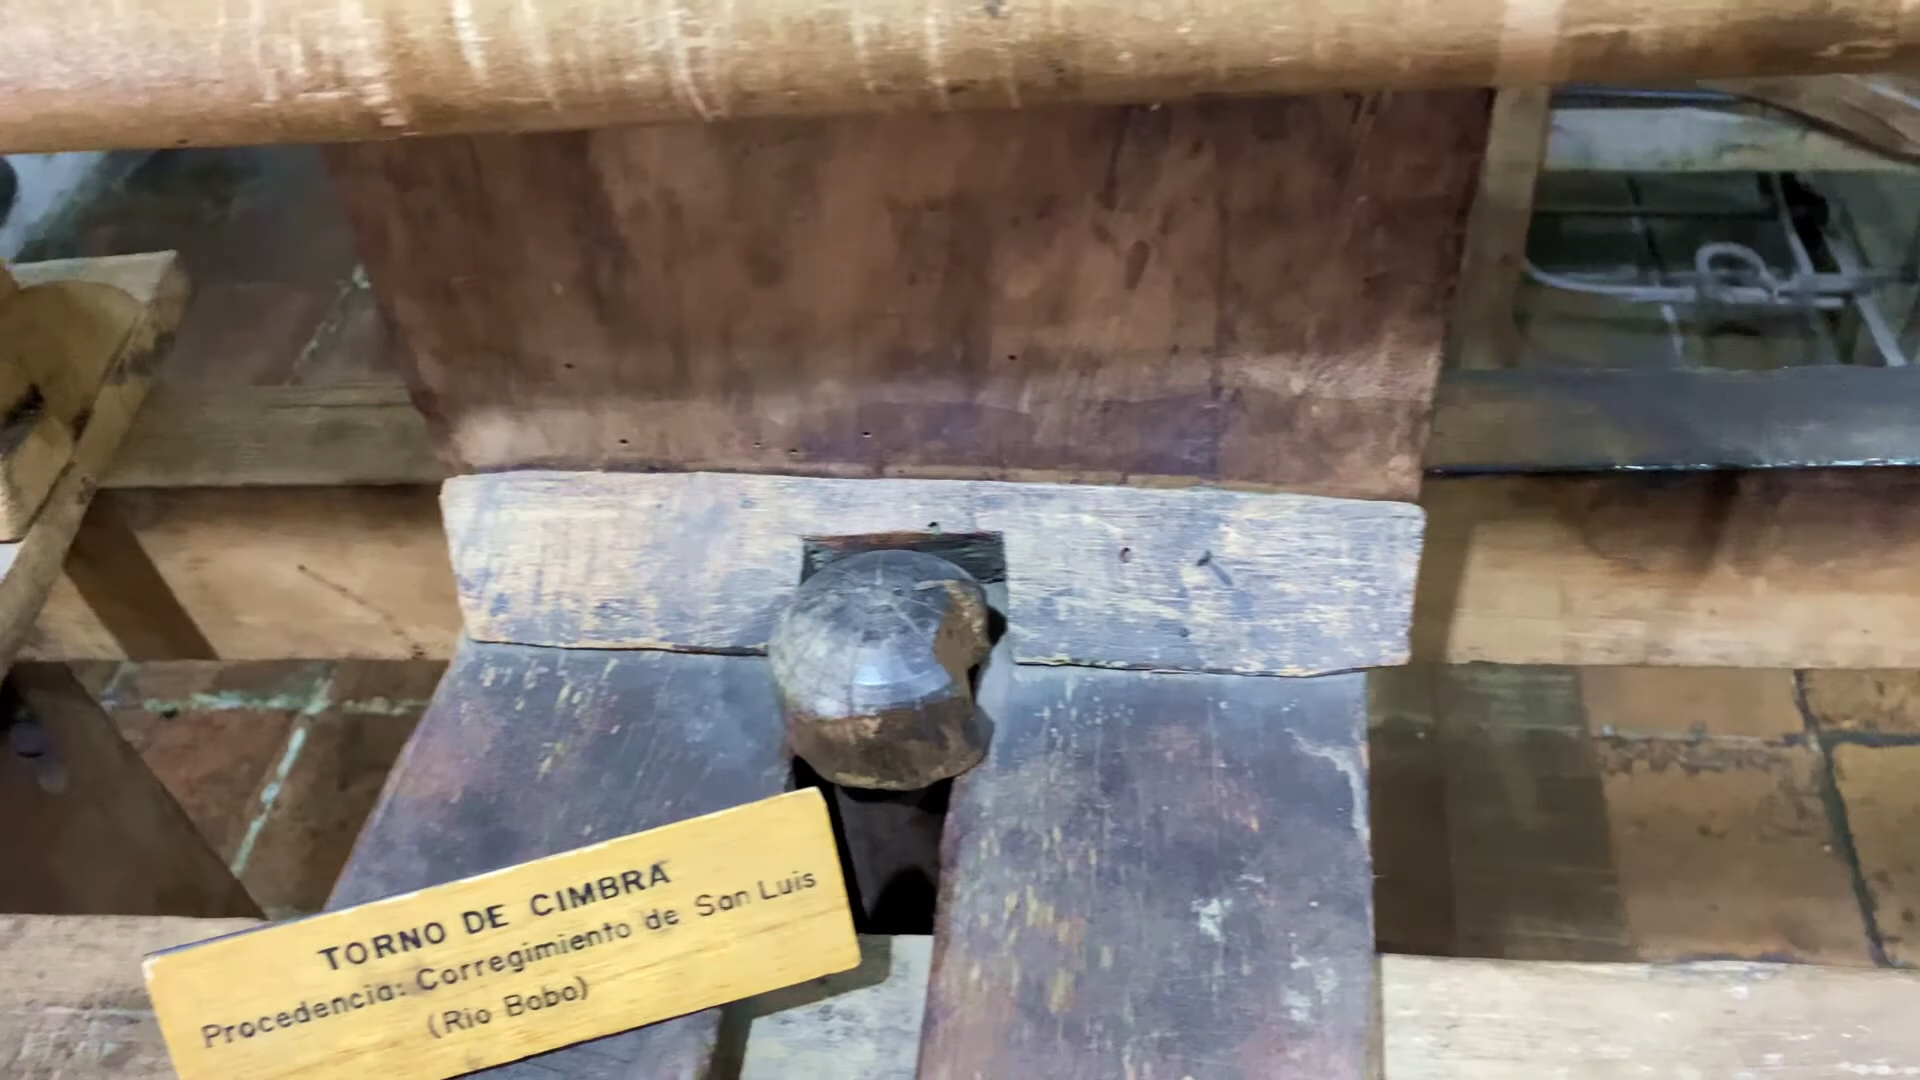 TORNO DE CIMBRA
Procedencia: Corregimiento de San Luis
(Rio Bobo)